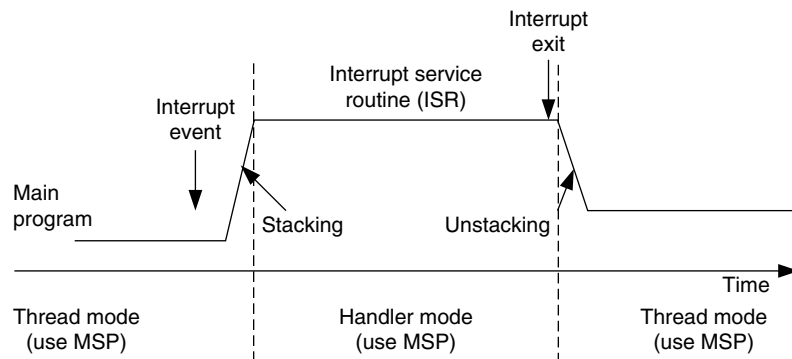 Interrupt
exit
Interrupt service
routine (ISR)
Interrupt
event
Main
program
Stacking
Unstacking
Time
Thread mode
(use MSP)
Handler mode
(use MSP)
Thread mode
(use MSP)